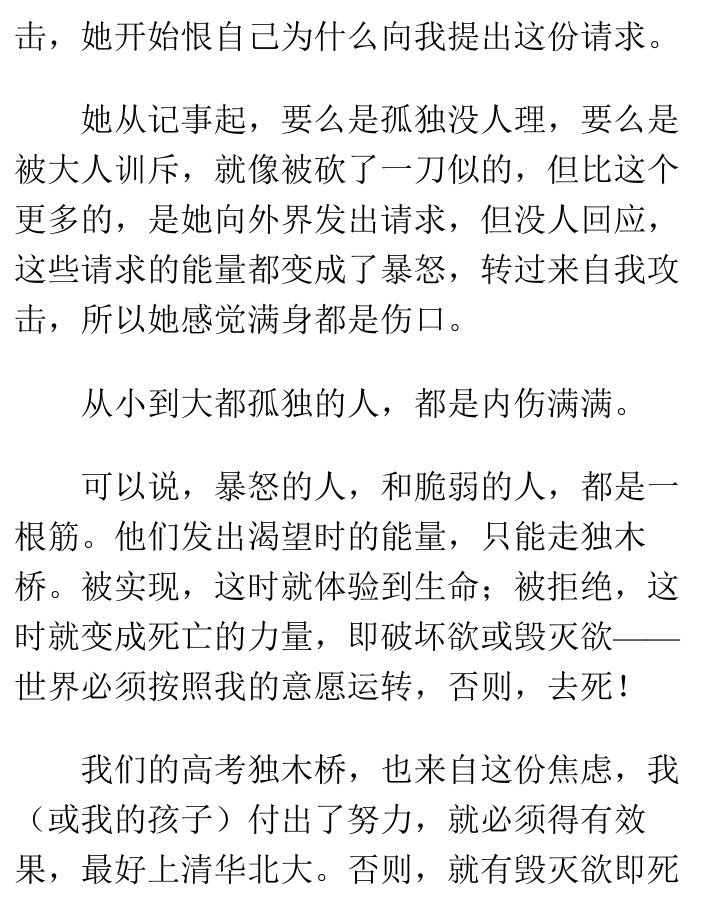 击，她开始恨自己为什么向我提出这份请求。
她从记事起，要么是孤独没人理，要么是
被大人训斥，就像被砍了一刀似的，但比这个
更多的，是她向外界发出请求，但没人回应，
这些请求的能量都变成了暴怒，转过来自我攻
击，所以她感觉满身都是伤口。
从小到大都孤独的人，都是内伤满满。
可以说，暴怒的人，和脆弱的人，都是一
根筋。他们发出渴望时的能量，只能走独木
桥。被实现，这时就体验到生命；被拒绝，这
时就变成死亡的力量，即破坏欲或毁灭欲——
世界必须按照我的意愿运转，否则，去死！
我们的高考独木桥，也来自这份焦虑，我
（或我的孩子）付出了努力，就必须得有效
果，最好上清华北大。否则，就有毁灭欲即死